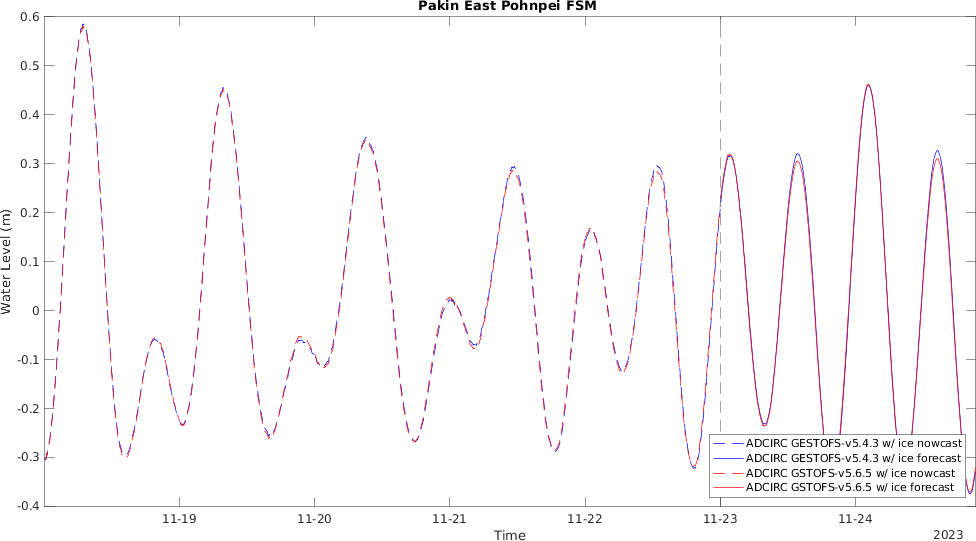 Pakin East Pohnpei FSM
0.6
0.5
0.4
0.3
0.2
0.1
0
-0.1
-0.2
-0.3
-0.4
Water Level (m)
ADCIRC GESTOFS-v5.4.3 w/ ice nowcast
ADCIRC GESTOFS-v5.4.3 w/ ice forecast
ADCIRC GSTOFS-v5.6.5 w/ ice nowcast
ADCIRC GSTOFS-v5.6.5 w/ ice forecast
11-19
11-20
11-21
11-22
11-23
11-24
Time
2023